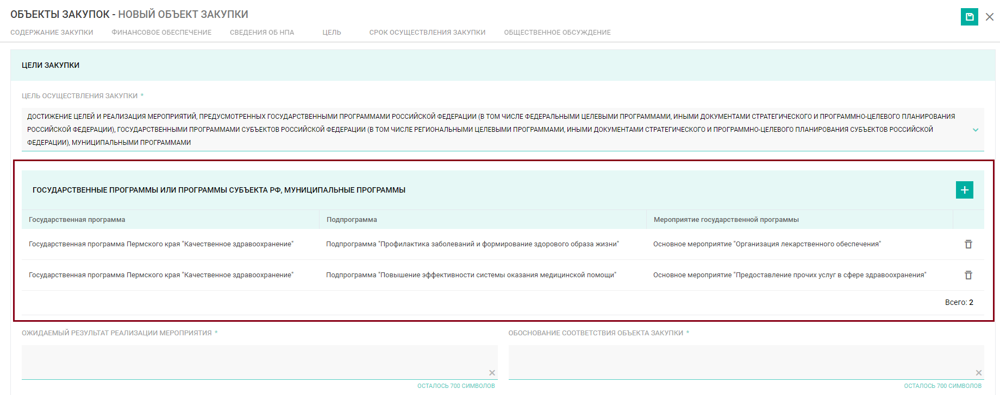 ОБЪЕКТЫ ЗАКУПОК - НОВЫЙ ОБЪЕКТ ЗАКУПКИ
СОДЕРЖАНИЕ ЗАКУПКИ ФИНАНСОВОЕ ОБЕСПЕЧЕНИЕ СВЕДЕНИЯ ОБ НПА ЦЕЛЬ СРОК ОСУЩЕСТВЛЕНИЯ ЗАКУПКИ ОБЩЕСТВЕННОЕ ОБСУЖДЕНИЕ
ЦЕЛИ ЗАКУПКИ
ЦЕЛЬ ОСУЩЕСТВЛЕНИЯ ЗАКУПКИ *
ДОСТИЖЕНИЕ ЦЕЛЕЙ И РЕАЛИЗАЦИЯ МЕРОПРИЯТИЙ, ПРЕДУСМОТРЕННЫХ ГОСУДАРСТВЕННЫМИ ПРОГРАММАМИ РОССИЙСКОЙ ФЕДЕРАЦИИ (В ТОМ ЧИСЛЕ ФЕДЕРАЛЬНЫМИ ЦЕЛЕВЫМИ ПРОГРАММАМИ, ИНЫМИ ДОКУМЕНТАМИ СТРАТЕГИЧЕСКОГО И ПРОГРАММНО-ЦЕЛЕВОГО ПЛАНИРОВАНИЯ
РОССИЙСКОЙ ФЕДЕРАЦИИ), ГОСУДАРСТВЕННЫМИ ПРОГРАММАМИ СУБЪЕКТОВ РОССИЙСКОЙ ФЕДЕРАЦИИ (В ТОМ ЧИСЛЕ РЕГИОНАЛЬНЫМИ ЦЕЛЕВЫМИ ПРОГРАММАМИ, ИНЫМИ ДОКУМЕНТАМИ СТРАТЕГИЧЕСКОГО И ПРОГРАММНО-ЦЕЛЕВОГО ПЛАНИРОВАНИЯ СУБЪЕКТОВ РОССИЙСКОЙ
ФЕДЕРАЦИИ), МУНИЦИПАЛЬНЫМИ ПРОГРАММАМИ
ГОСУДАРСТВЕННЫЕ ПРОГРАММЫ ИЛИ ПРОГРАММЫ СУБЪЕКТА РФ, МУНИЦИПАЛЬНЫЕ ПРОГРАММЫ
Государственная программа Подпрограмма Мероприятие государственной программы
Государственная программа Пермского края "Качественное здравоохранение" Подпрограмма "Профилактика заболеваний и формирование здорового образа жизни" Основное мероприятие "Организация лекарственного обеспечения"
Государственная программа Пермского края "Качественное здравоохранение" Подпрограмма "Повышение эффективности системы оказания медицинской помощи" Основное мероприятие "Предоставление прочих услуг в сфере здравоохранения"
Всего: 2
ОЖИДАЕМЫЙ РЕЗУЛЬТАТ РЕАЛИЗАЦИИ МЕРОПРИЯТИЯ * ОБОСНОВАНИЕ СООТВЕТСТВИЯ ОБЪЕКТА ЗАКУПКИ *
ОСТАЛОСЬ 700 СИМВОЛОВ ОСТАЛОСЬ 700 СИМВОЛОВ